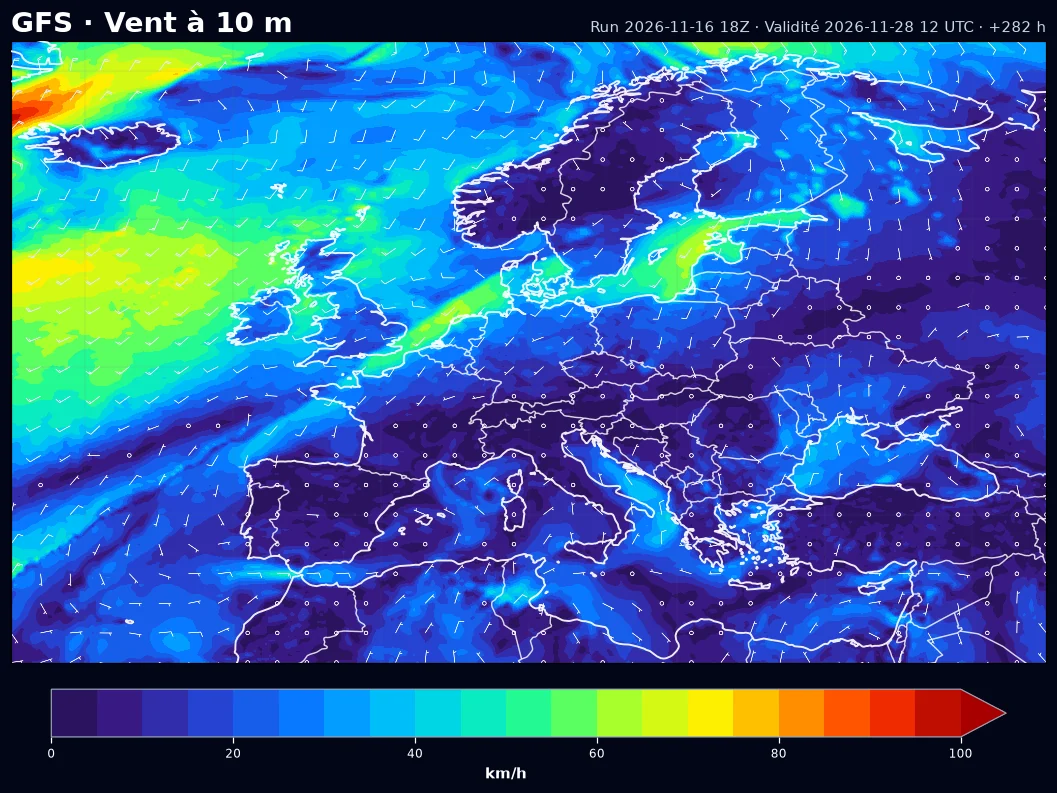 GFS · Vent à 10 m
Run 2026-11-16 18Z · Validité 2026-11-28 12 UTC · +282 h
0 20 40 60 80 100
km/h